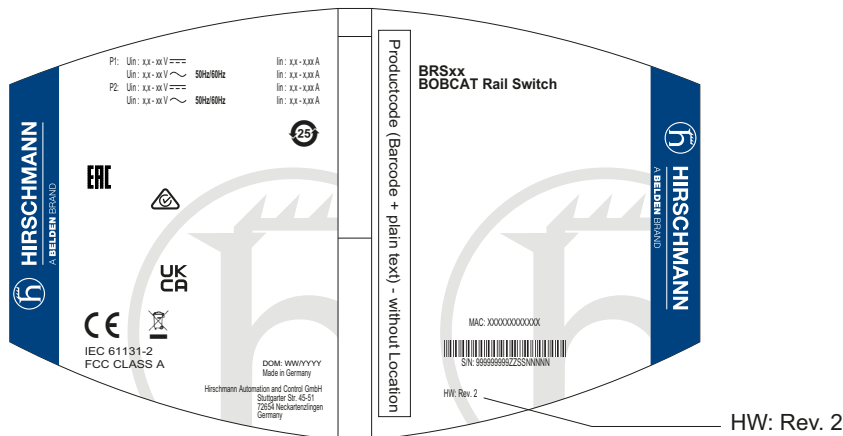 HIRSCHMANN
A BELDEN BRAND
P1: Uin : x,x - xx V Iin : x,x - x,xx A
Uin : x,x - xx V 50Hz/60Hz Iin : x,x - x,xx A
P2: Uin : x,x - xx V Iin : x,x - x,xx A
Uin : x,x - xx V 50Hz/60Hz Iin : x,x - x,xx A
25
EAC
UK
CA
CE
IEC 61131-2
FCC CLASS A
DOM: WW/YYYY
Made in Germany
Hirschmann Automation and Control GmbH
Stuttgarter Str. 45-51
72654 Neckartenzlingen
Germany
Productcode (Barcode + plain text) - without Location
BRSxx
BOBCAT Rail Switch
MAC: XXXXXXXXXXXX
S/N: 999999999ZZSSNNNNN
HW: Rev. 2
HIRSCHMANN
A BELDEN BRAND
HW: Rev. 2